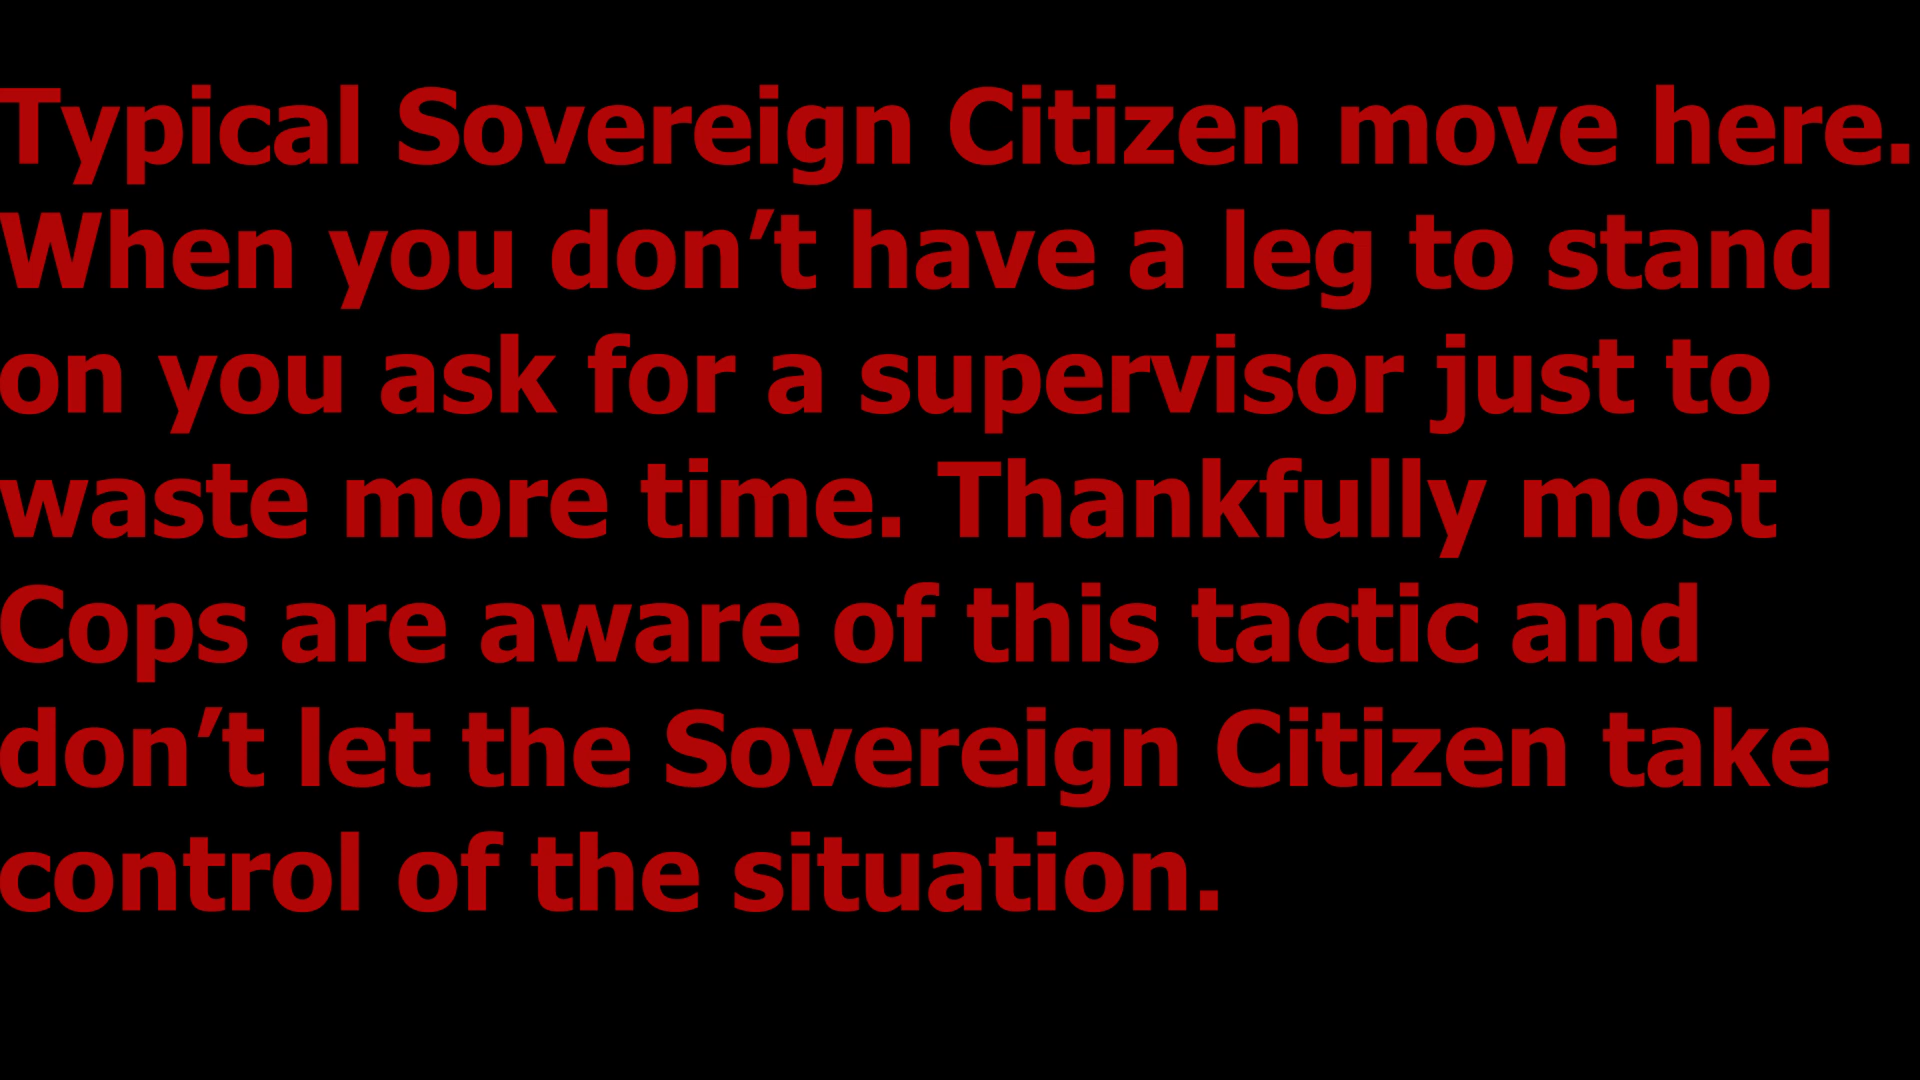 Typical Sovereign Citizen move here.
When you don’t have a leg to stand
on you ask for a supervisor just to
waste more time. Thankfully most
Cops are aware of this tactic and
don’t let the Sovereign Citizen take
control of the situation.